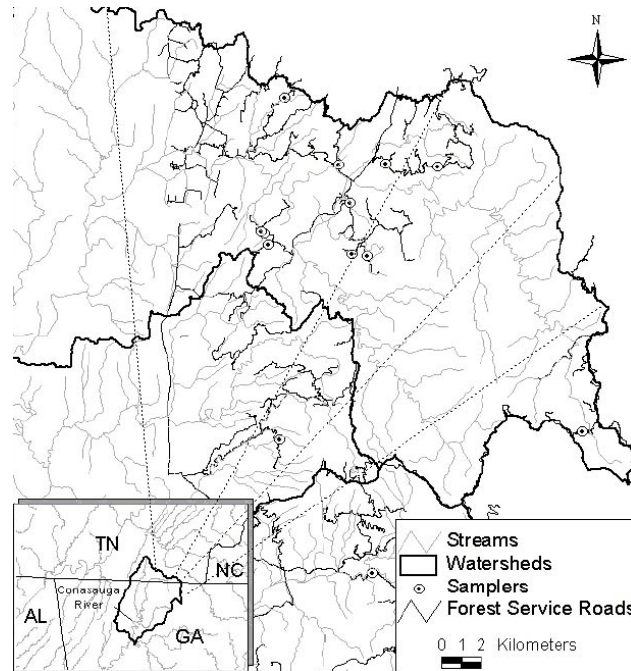 N
TN
NC
Conasauga
River
AL
GA
Streams
Watersheds
Samplers
Forest Service Roads
0 1 2 Kilometers